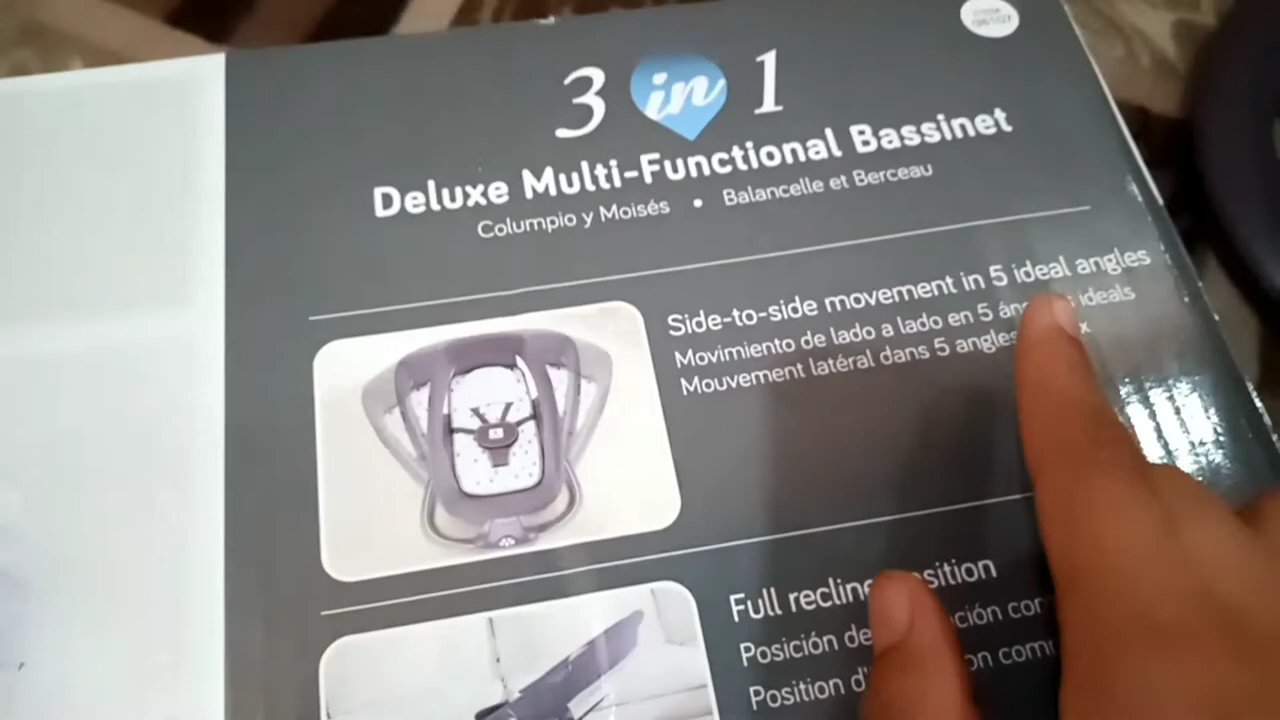 3 in 1
Deluxe Multi-Functional Bassinet
Columpio y Moisés • Balancelle et Berceau
Side-to-side movement in 5 ideal angles
Movimiento de lado a lado en 5 ideals
Mouvement latéral dans 5 angles
Full recline
Posición de
Position